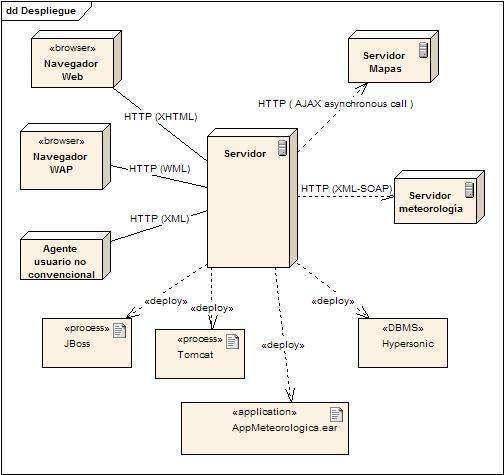 dd Despliegue
«browser»
Navegador
Web
Servidor
Mapas
HTTP ( AJAX asynchronous call )
HTTP (XHTML)
«browser»
Navegador
WAP
Servidor
HTTP (WML)
HTTP (XML-SOAP)
Servidor
meteorología
HTTP (XML)
Agente
usuario no
convencional
«deploy»
«deploy»
«deploy»
«deploy»
«process»
JBoss
«process»
Tomcat
«DBMS»
Hypersonic
«application»
AppMeteorologica.ear